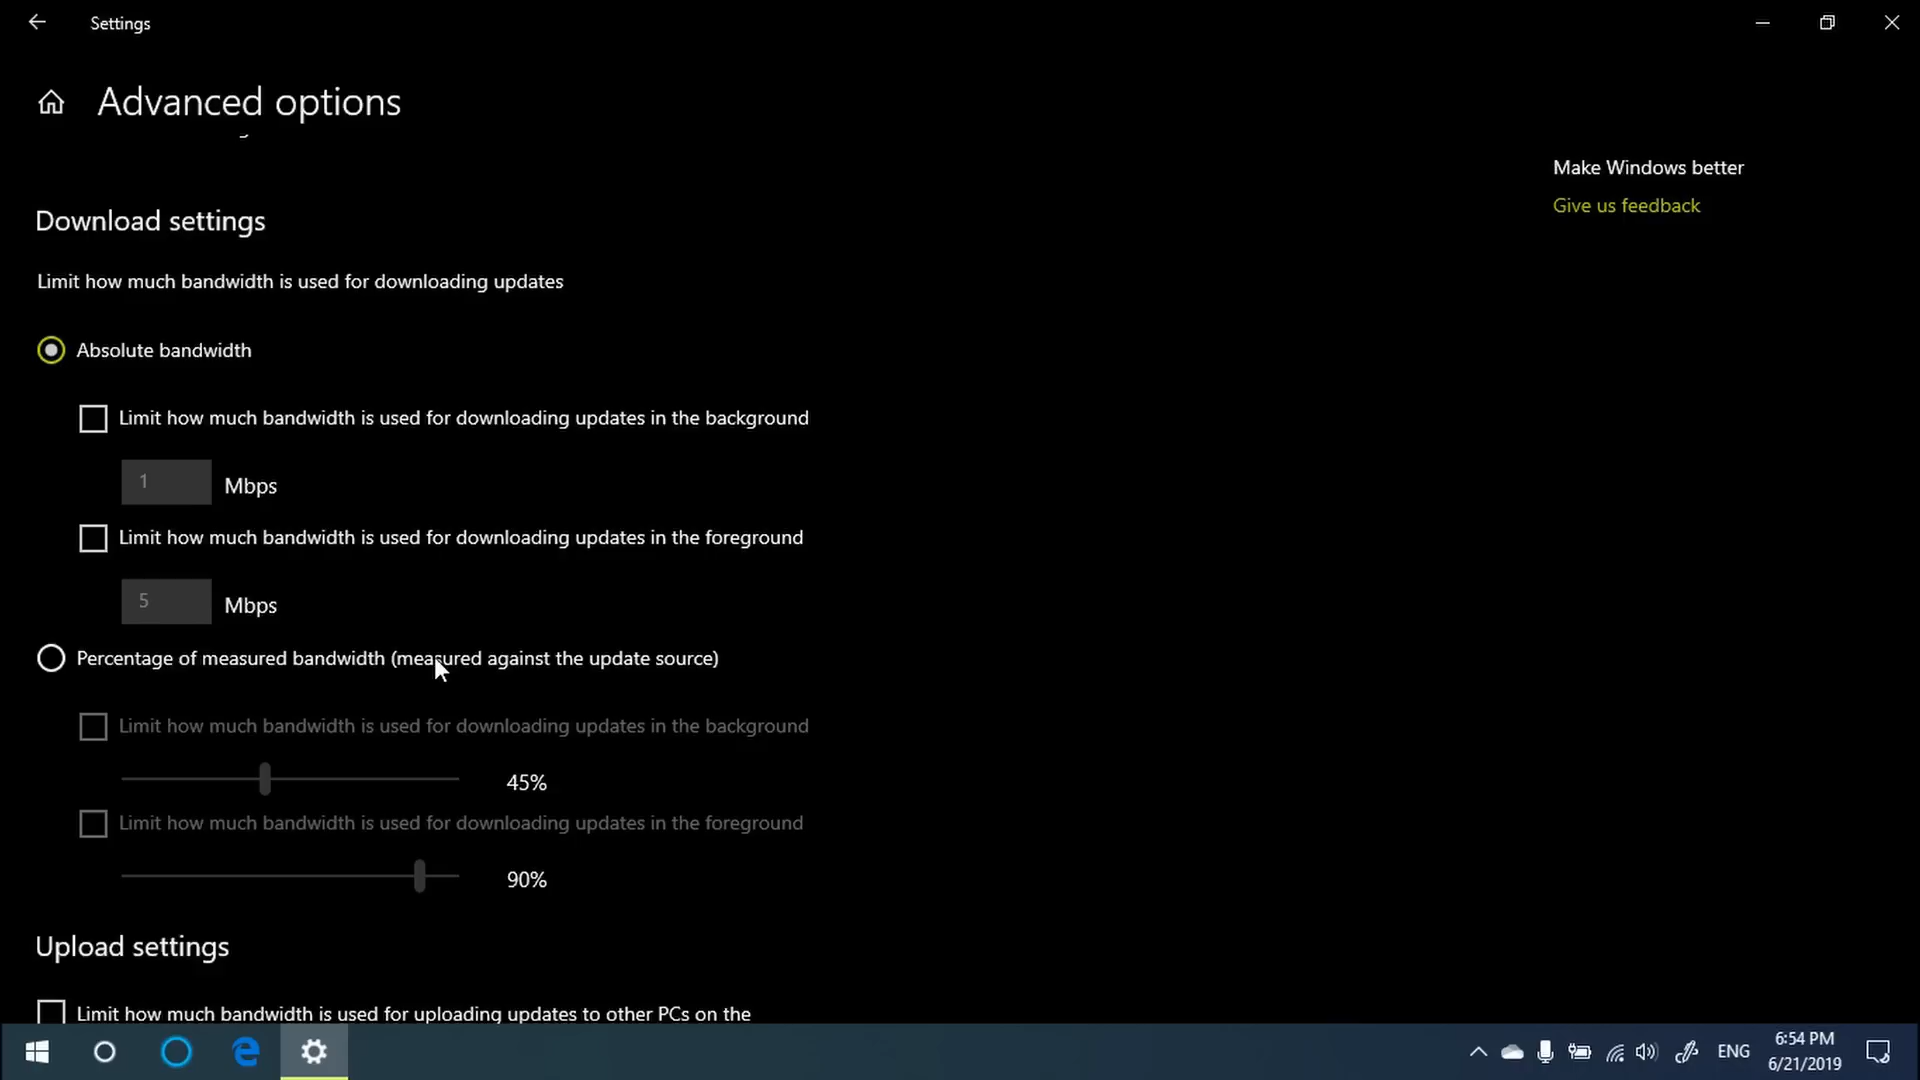 Settings
Advanced options
Make Windows better
Give us feedback
Download settings
Limit how much bandwidth is used for downloading updates
Absolute bandwidth
Limit how much bandwidth is used for downloading updates in the background
1 Mbps
Limit how much bandwidth is used for downloading updates in the foreground
5 Mbps
Percentage of measured bandwidth (measured against the update source)
Limit how much bandwidth is used for downloading updates in the background
45%
Limit how much bandwidth is used for downloading updates in the foreground
90%
Upload settings
Limit how much bandwidth is used for uploading updates to other PCs on the
ENG
6:54 PM
6/21/2019